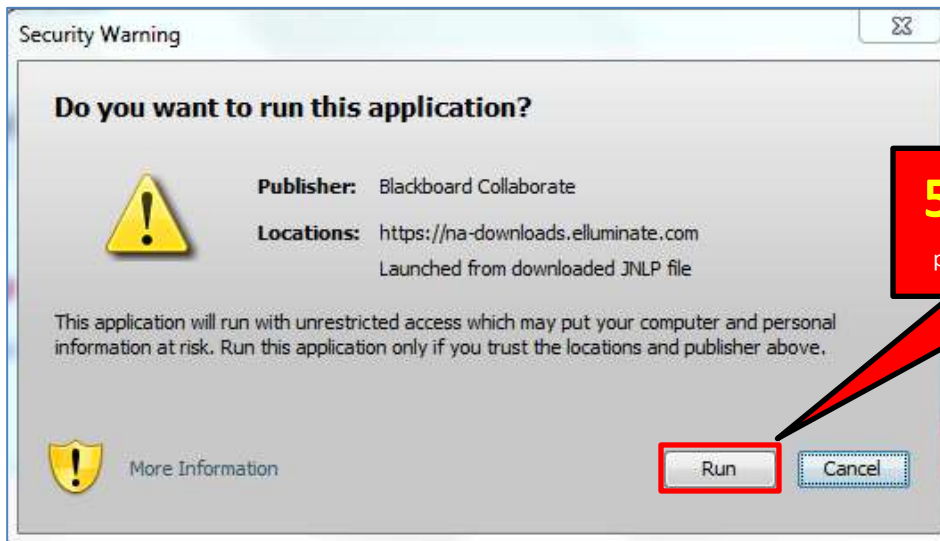 Security Warning
Do you want to run this application?
Publisher: Blackboard Collaborate
Locations: https://na-downloads.elluminate.com
Launched from downloaded JNLP file
5
This application will run with unrestricted access which may put your computer and personal
information at risk. Run this application only if you trust the locations and publisher above.
More Information
Run
Cancel